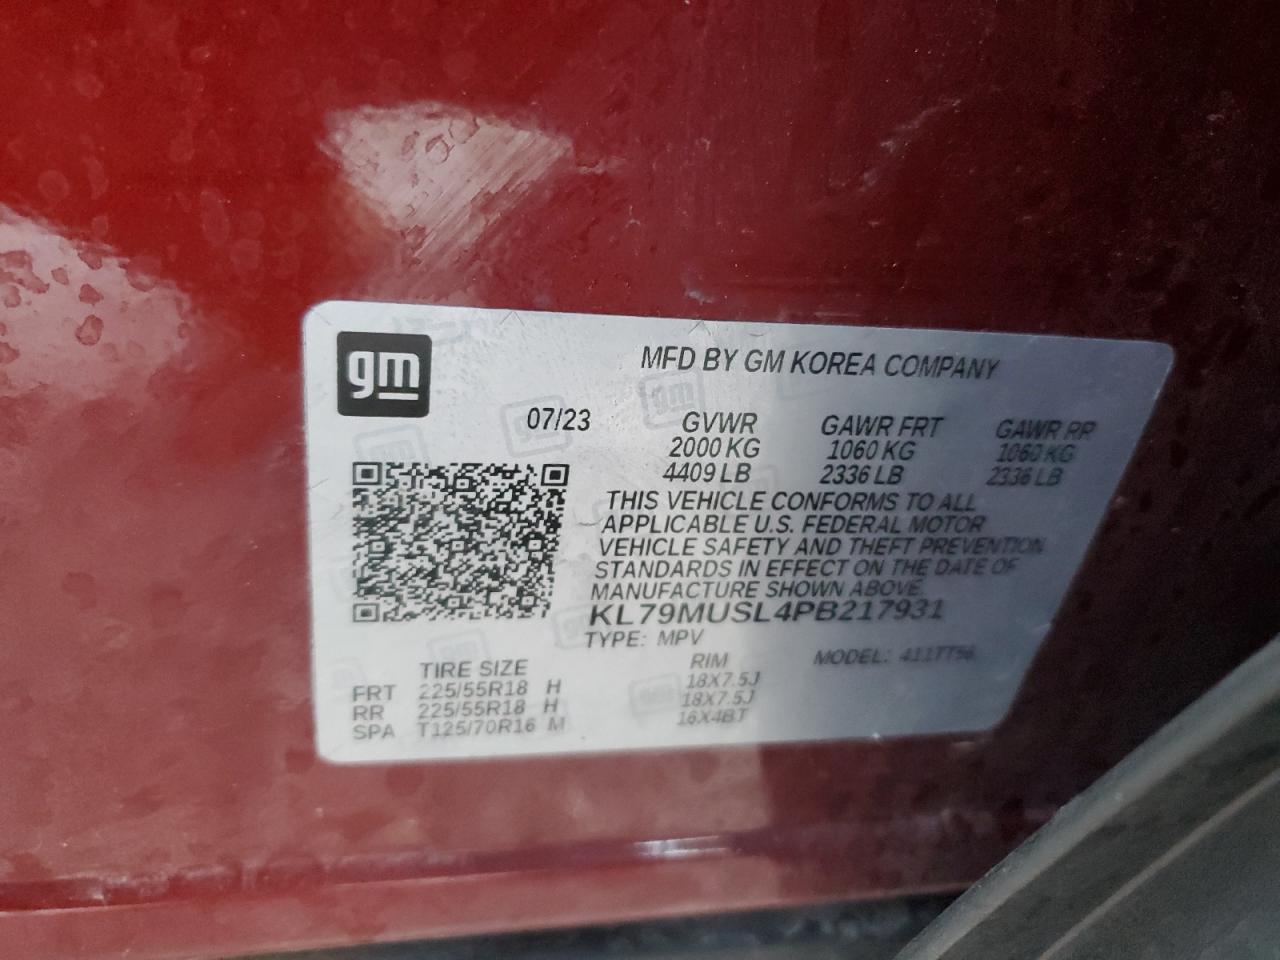 gm
MFD BY GM KOREA COMPANY
07/23 GVWR GAWR FRT GAWR RR
2000 KG 1060 KG 1060 KG
4409 LB 2336 LB 2336 LB
THIS VEHICLE CONFORMS TO ALL
APPLICABLE U.S. FEDERAL MOTOR
VEHICLE SAFETY AND THEFT PREVENTION
STANDARDS IN EFFECT ON THE DATE OF
MANUFACTURE SHOWN ABOVE.
KL79MUSL4PB217931
TYPE: MPV MODEL:
TIRE SIZE RIM
FRT 225/55R18 H 18X7.5J
RR 225/55R18 H 18X7.5J
SPA T125/70R16 M 16X4BT